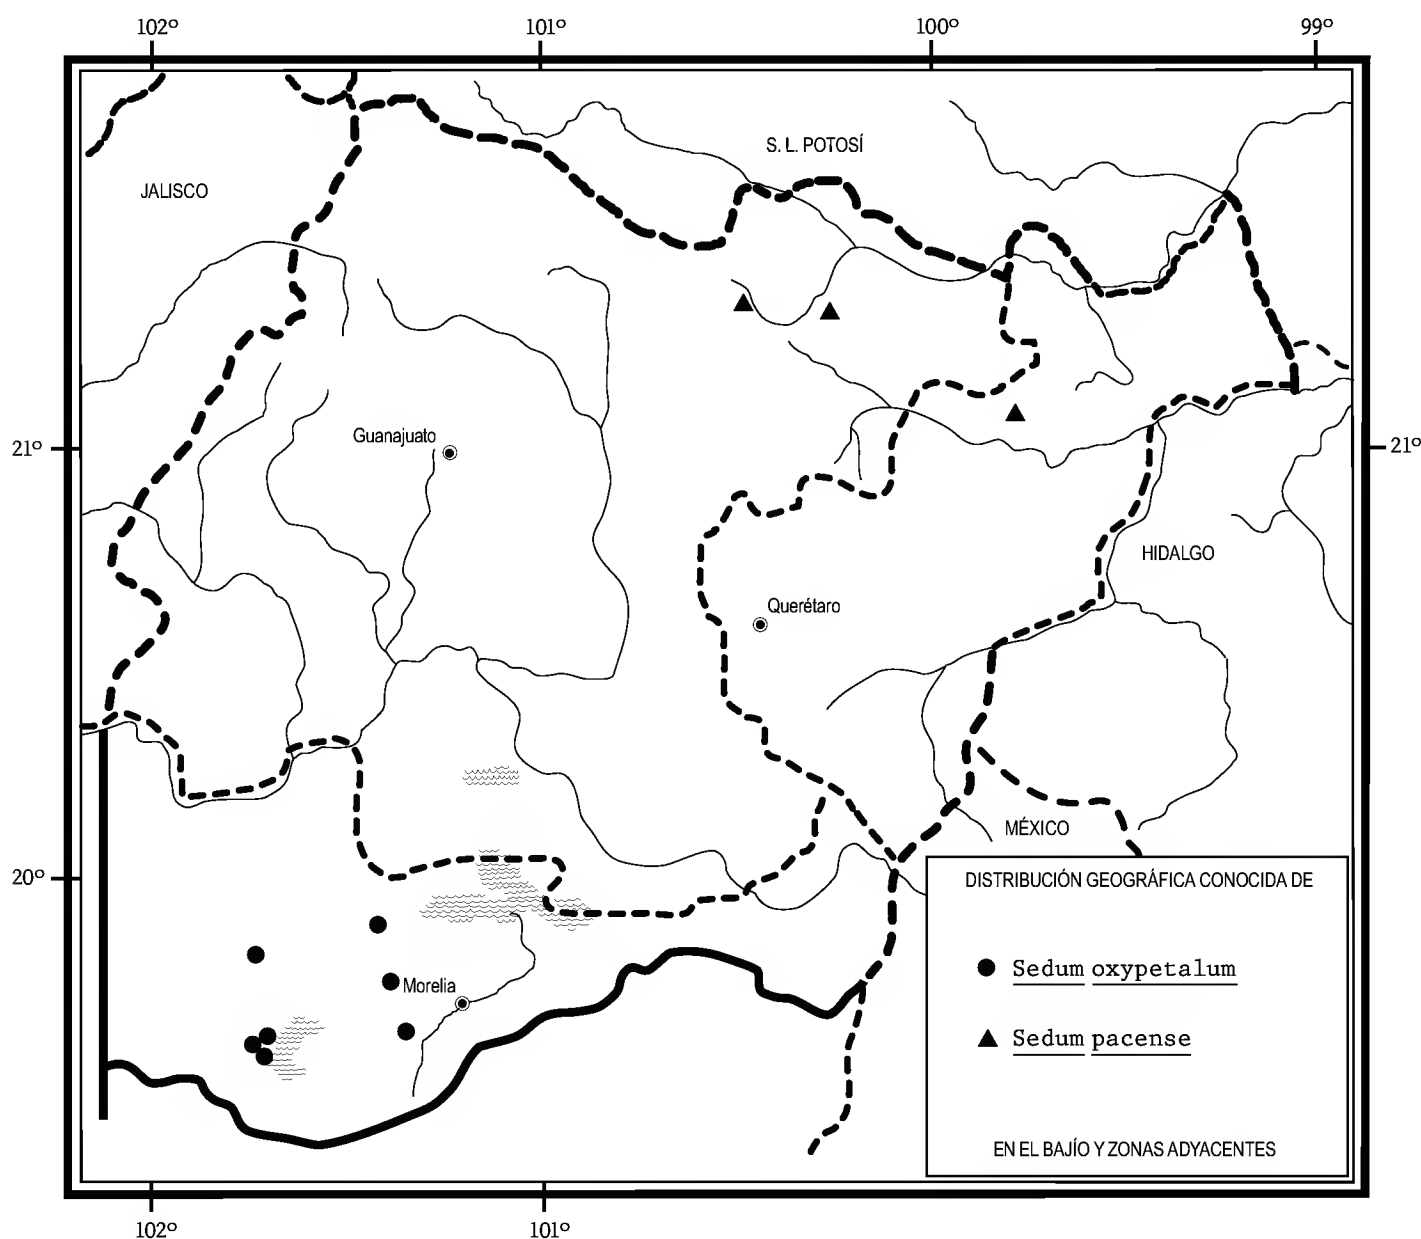 102º 101º 100º 99º
S. L. POTOSÍ
JALISCO
Guanajuato
21º
21º
HIDALGO
Querétaro
MÉXICO
20º
DISTRIBUCIÓN GEOGRÁFICA CONOCIDA DE
Sedum oxypetalum
Morelia
Sedum pacense
EN EL BAJÍO Y ZONAS ADYACENTES
102º 101º